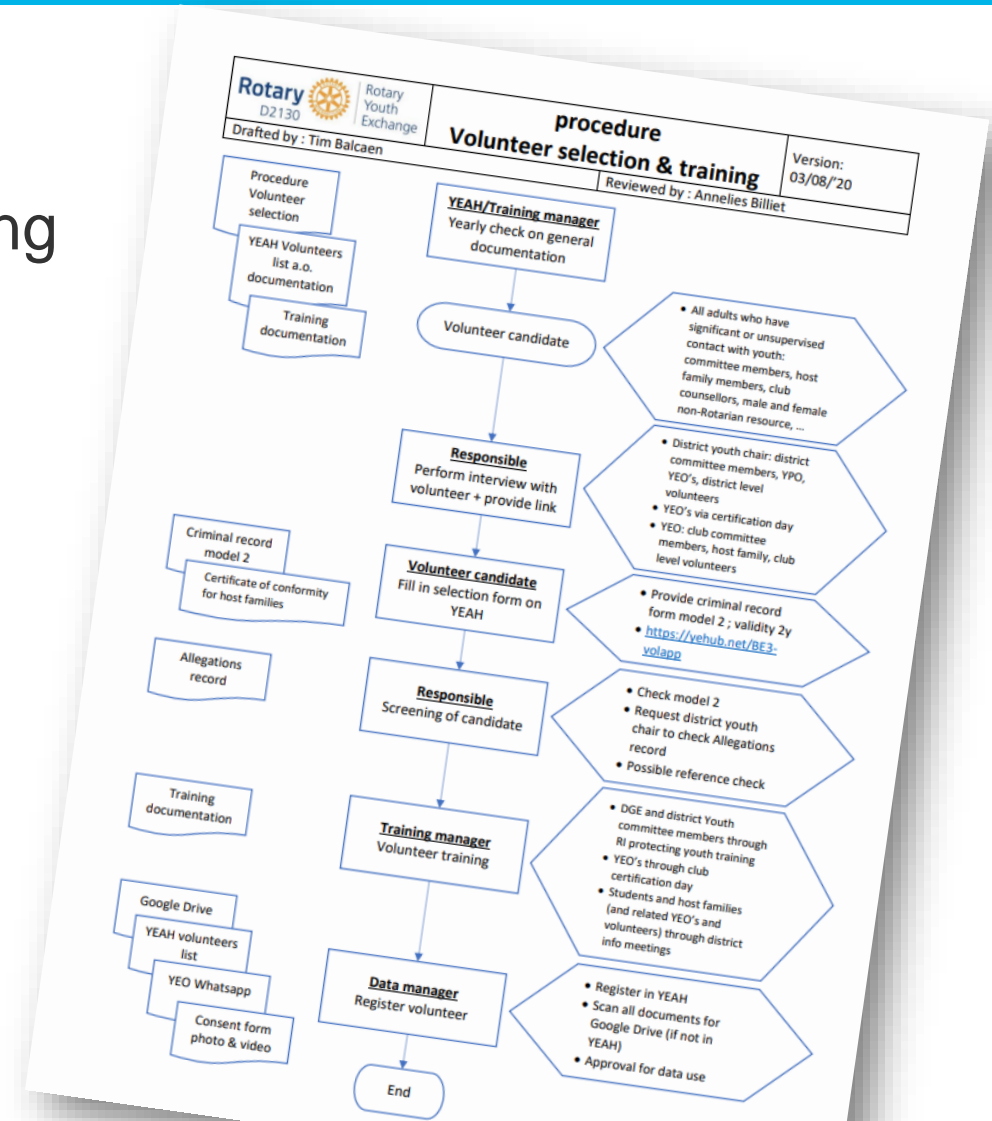 ng
Rotary
D2130
Rotary
Youth
Exchange
procedure
Volunteer selection & training
Version:
03/08/'20
Drafted by : Tim Balcaen
Reviewed by : Annelies Billiet
Procedure
Volunteer
selection
YEAH Volunteers
list a.o.
documentation
Training
documentation
YEAH/Training manager
Yearly check on general
documentation
Volunteer candidate
• All adults who have
significant or unsupervised
contact with youth:
committee members, host
family members, club
counsellors, male and female
non-Rotarian resource, ...
Responsible
Perform interview with
volunteer + provide link
• District youth chair: district
committee members, YPO,
YEO's, district level
volunteers
• YEO's via certification day
• YEO: club committee
members, host family, club
level volunteers
Criminal record
model 2
Certificate of conformity
for host families
Volunteer candidate
Fill in selection form on
YEAH
• Provide criminal record
form model 2 ; validity 2y
• https://yehub.net/BE3-
volapp
Allegations
record
Responsible
Screening of candidate
• Check model 2
• Request district youth
chair to check Allegations
record
• Possible reference check
Training
documentation
Training manager
Volunteer training
• DGE and district Youth
committee members through
RI protecting youth training
• YEO's through club
certification day
• Students and host families
(and related YEO's and
volunteers) through district
info meetings
Google Drive
YEAH volunteers
list
YEO Whatsapp
Consent form
photo & video
Data manager
Register volunteer
• Register in YEAH
• Scan all documents for
Google Drive (if not in
YEAH)
• Approval for data use
End